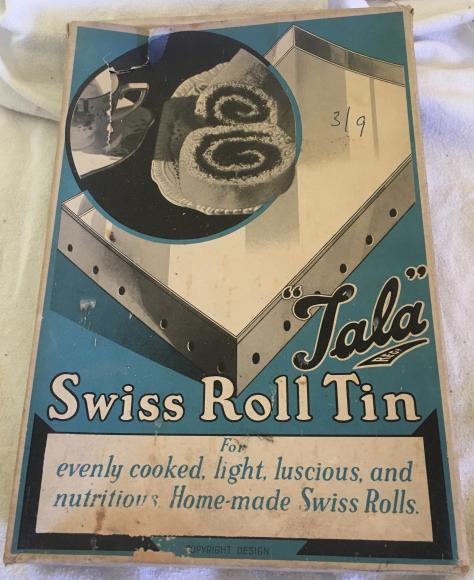 3/9
"Tala"
REG?
Swiss Roll Tin
For
evenly cooked, light, luscious, and
nutritious Home-made Swiss Rolls.
COPYRIGHT DESIGN